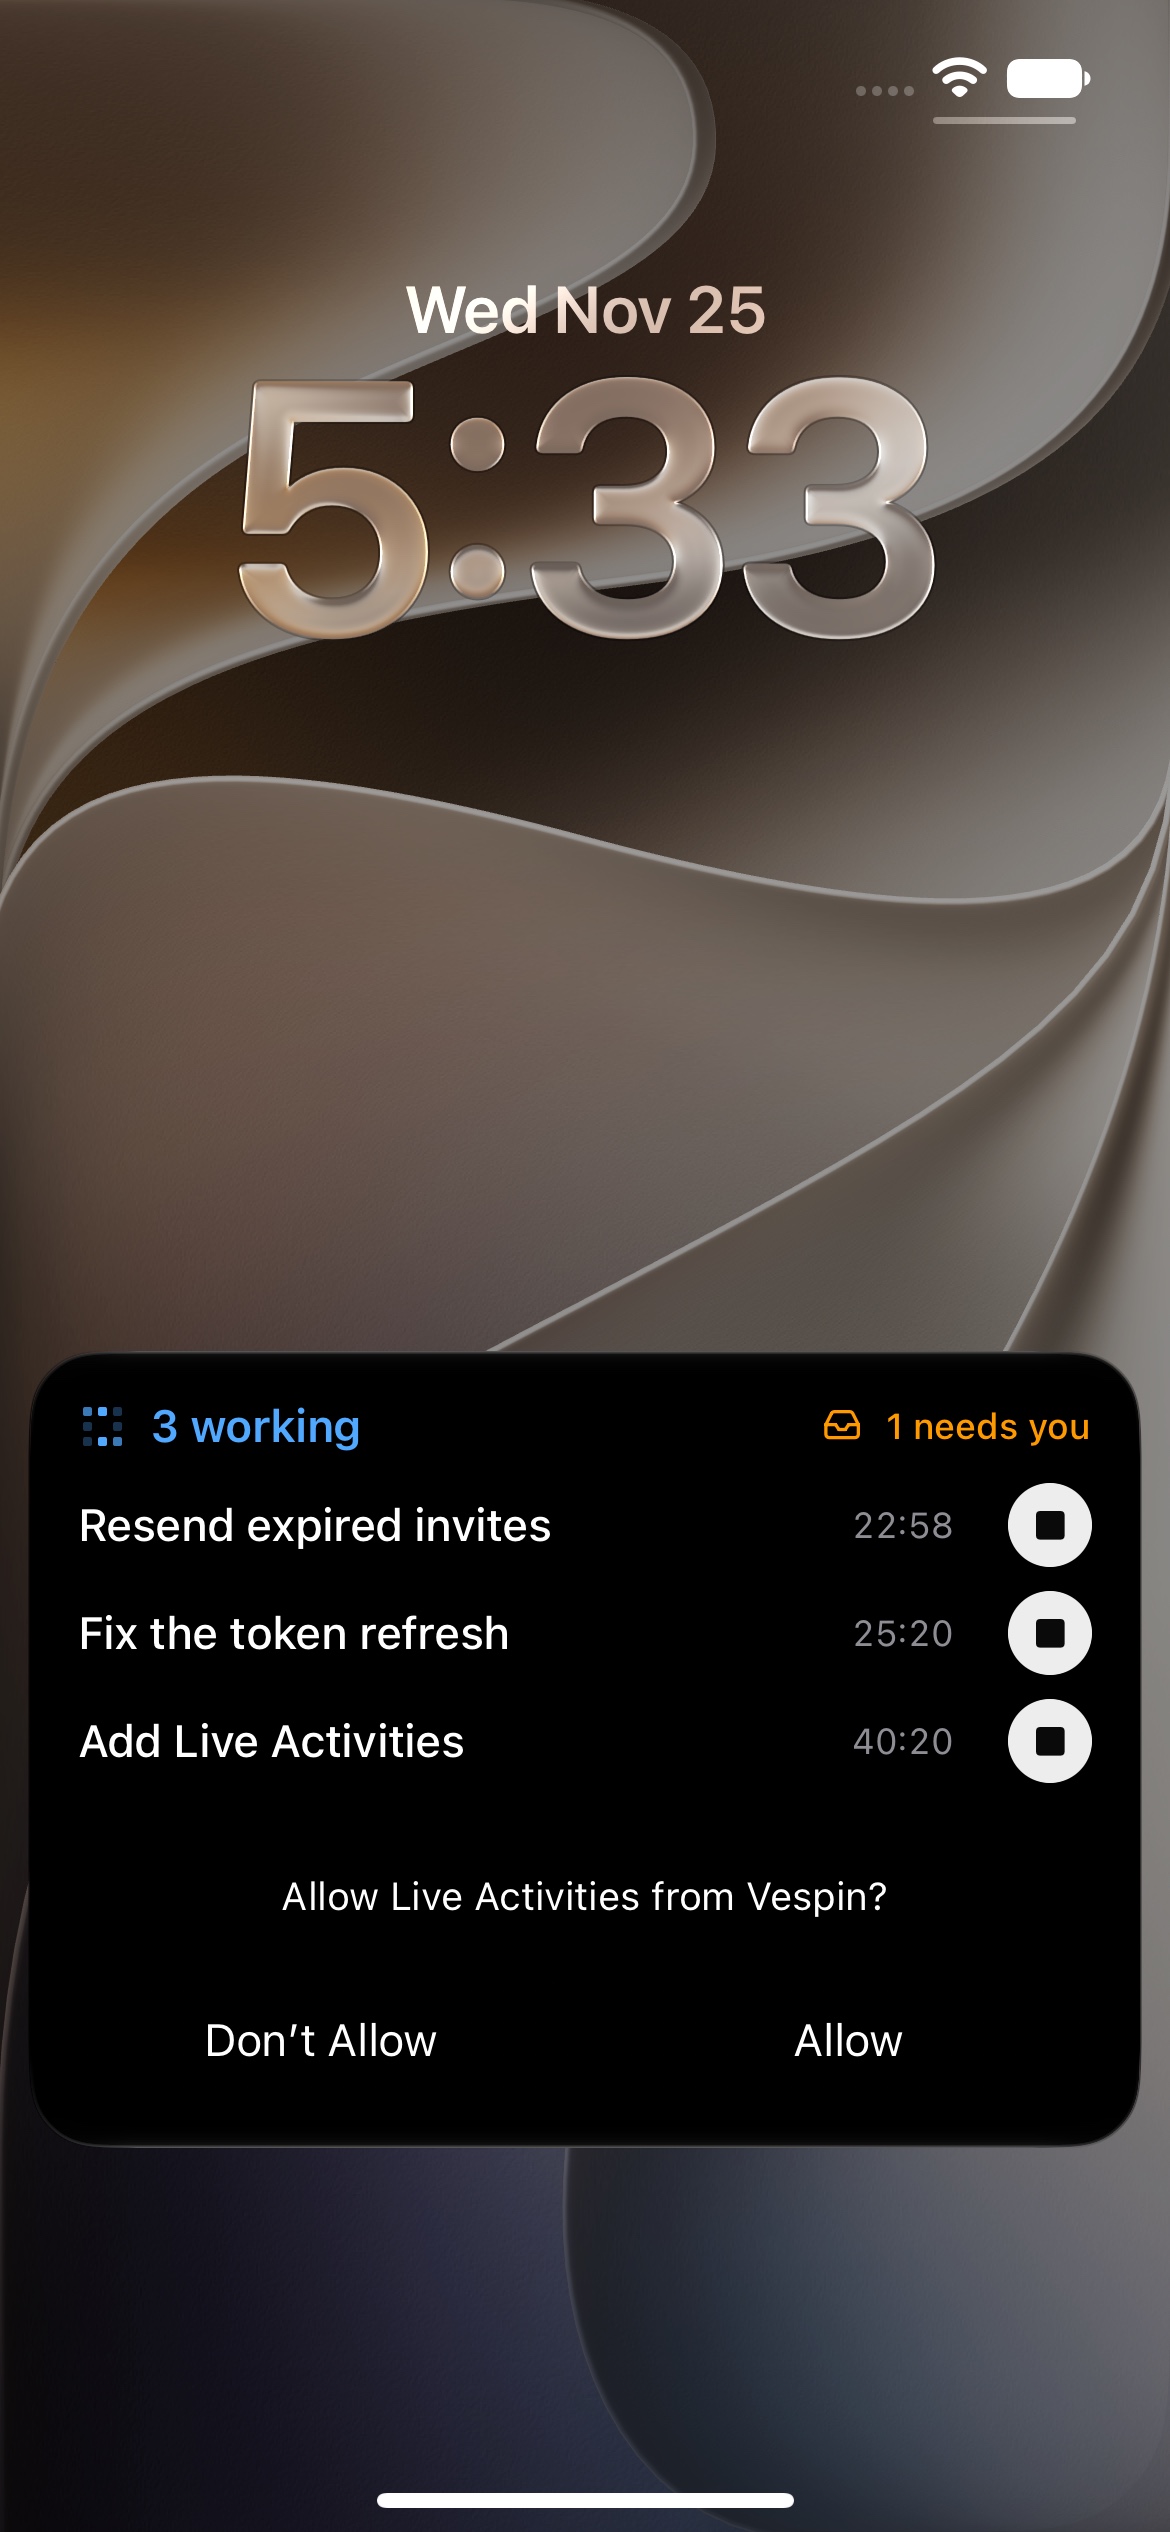 Wed Nov 25
5:33
3 working
1 needs you
Resend expired invites 22:58
Fix the token refresh 25:20
Add Live Activities 40:20
Allow Live Activities from Vespin?
Don’t Allow
Allow